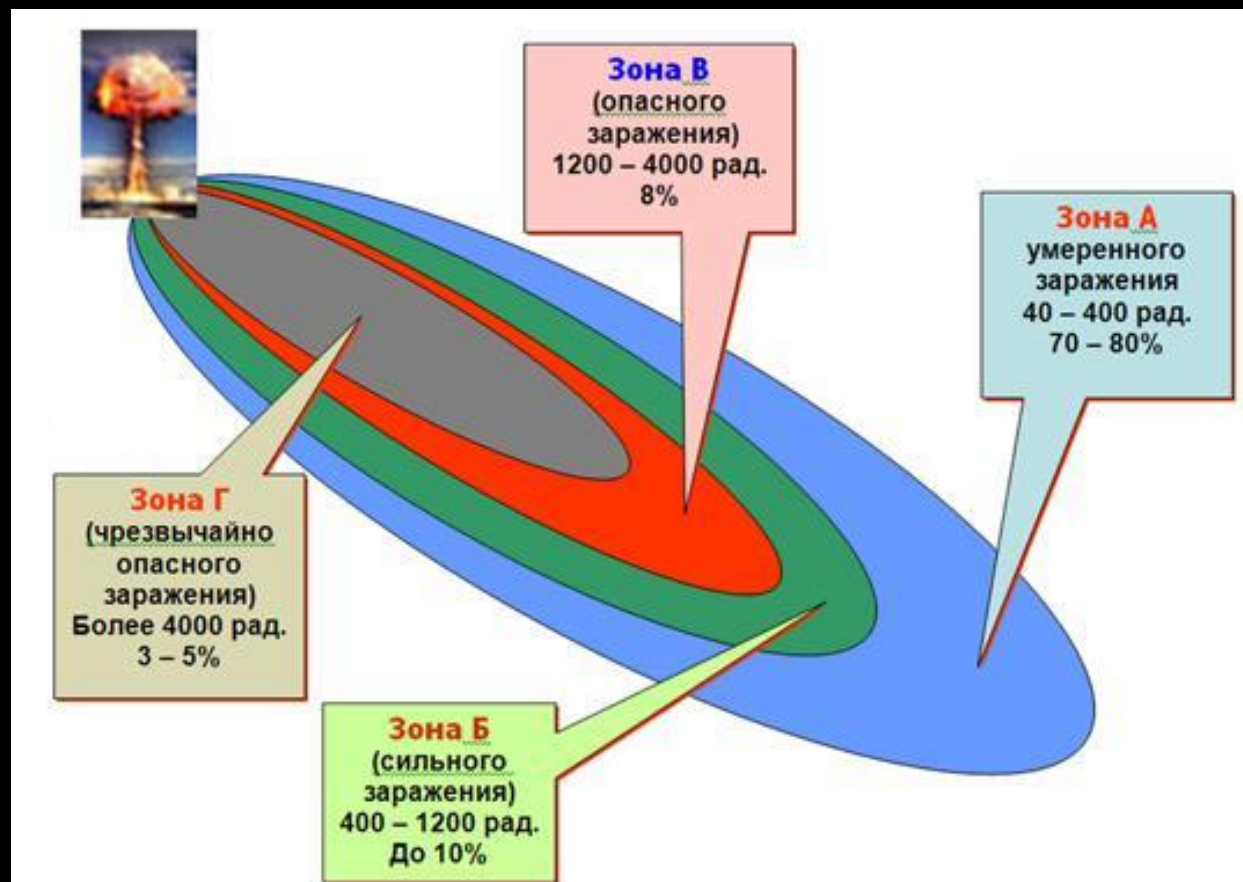 Зона В
(опасного
заражения)
1200 – 4000 рад.
8%
Зона А
умеренного
заражения
40 – 400 рад.
70 – 80%
Зона Г
(чрезвычайно
опасного
заражения)
Более 4000 рад.
3 – 5%
Зона Б
(сильного
заражения)
400 – 1200 рад.
До 10%